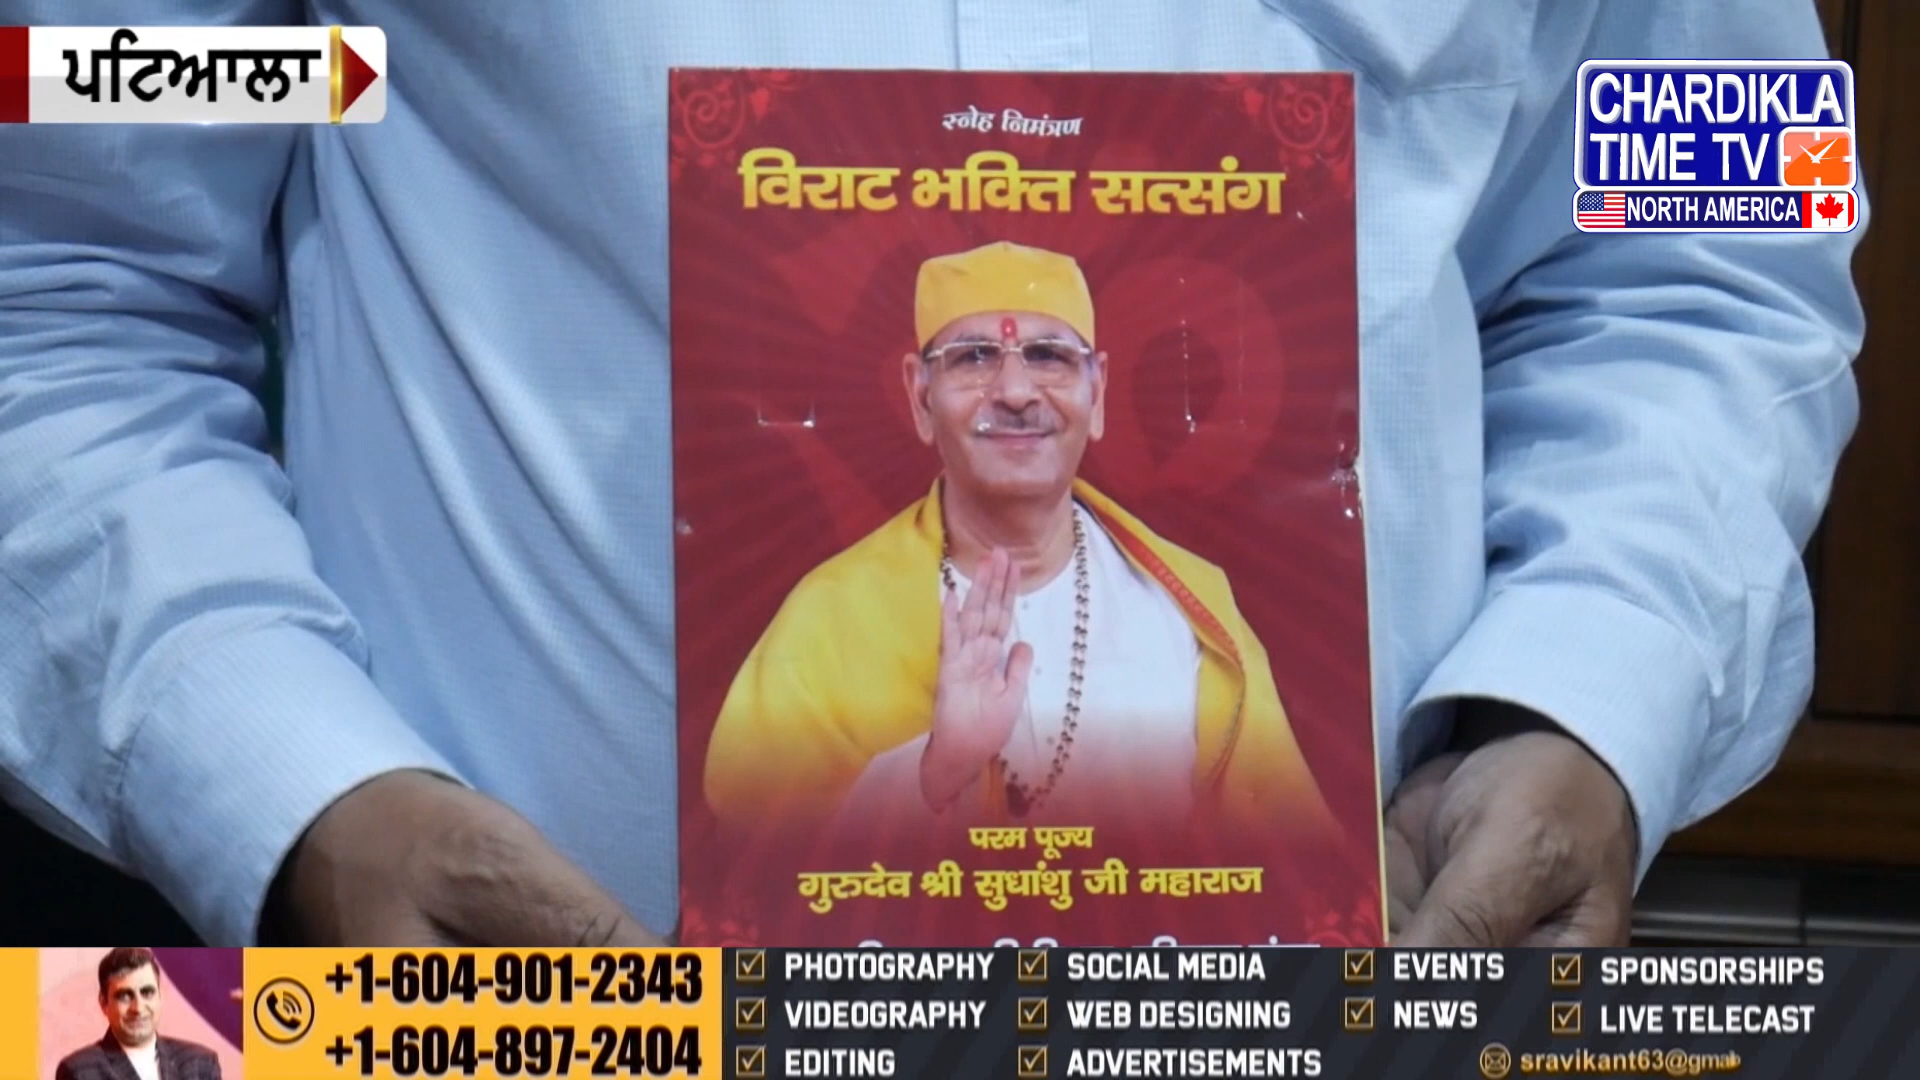 ਪਟਿਆਲਾ
CHARDIKLA
TIME TV
NORTH AMERICA
स्नेह निमंत्रण
विराट भक्ति सत्संग
परम पूज्य
गुरुदेव श्री सुधांशु जी महाराज
+1-604-901-2343
+1-604-897-2404
PHOTOGRAPHY
VIDEOGRAPHY
EDITING
SOCIAL MEDIA
WEB DESIGNING
ADVERTISEMENTS
EVENTS
NEWS
SPONSORSHIPS
LIVE TELECAST